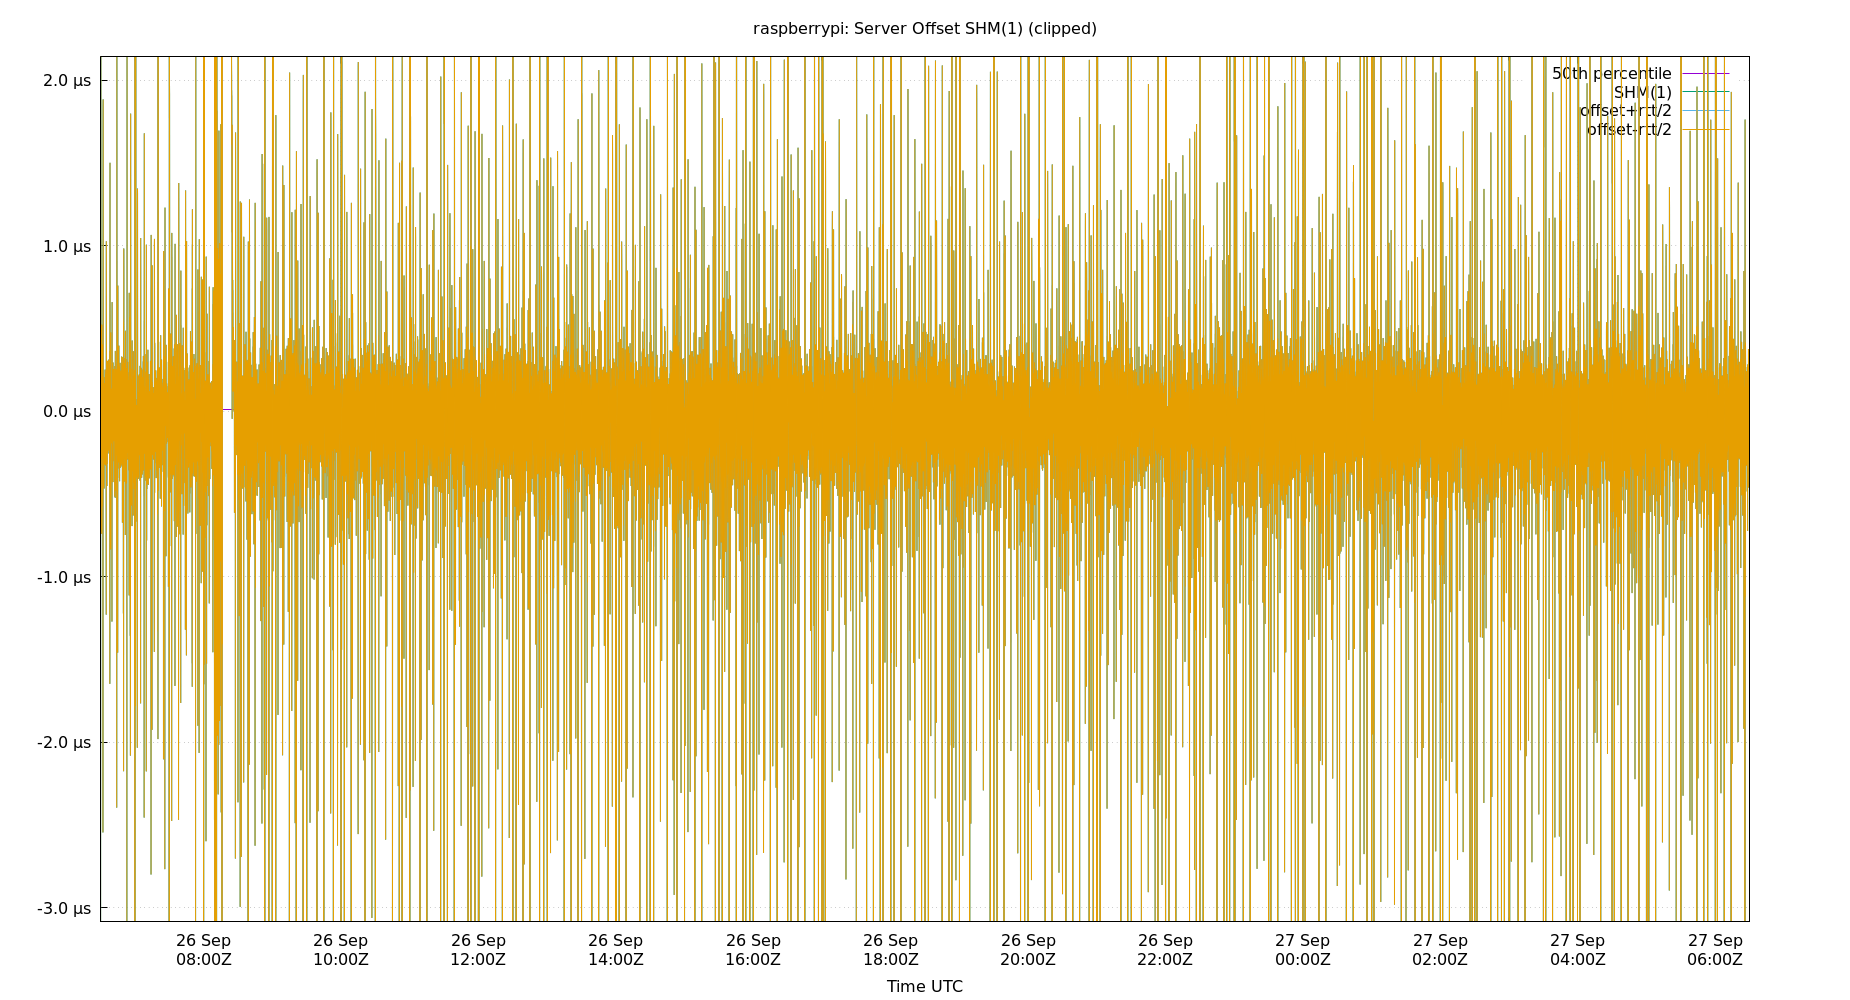 raspberrypi: Server Offset SHM(1) (clipped)
50th percentile
SHM(1)
offset+rtt/2
offset-rtt/2
2.0 µs
1.0 µs
0.0 µs
-1.0 µs
-2.0 µs
-3.0 µs
26 Sep 26 Sep 26 Sep 26 Sep 26 Sep 26 Sep 26 Sep 26 Sep 27 Sep 27 Sep 27 Sep 27 Sep
08:00Z 10:00Z 12:00Z 14:00Z 16:00Z 18:00Z 20:00Z 22:00Z 00:00Z 02:00Z 04:00Z 06:00Z
Time UTC